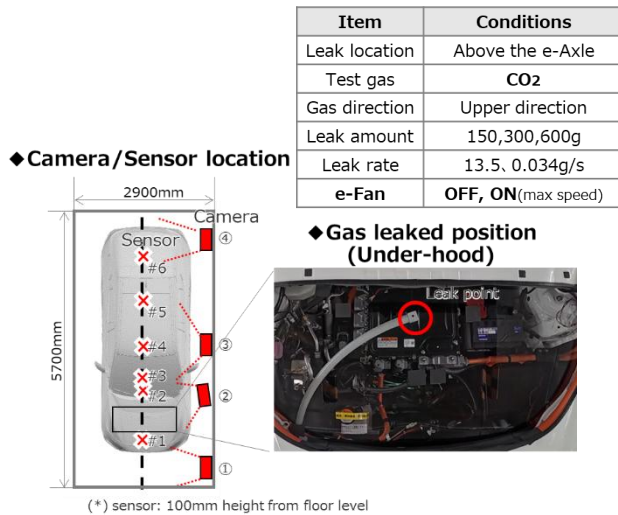 Item Conditions
Leak location Above the e-Axle
Test gas CO2
Gas direction Upper direction
Leak amount 150,300,600g
Leak rate 13.5、0.034g/s
e-Fan OFF, ON(max speed)
◆Camera/Sensor location
2900mm
Camera
Sensor
④
#6
#5
5700mm
#4
③
#3
#2
②
#1
①
(*) sensor: 100mm height from floor level
◆Gas leaked position
(Under-hood)
Leak point